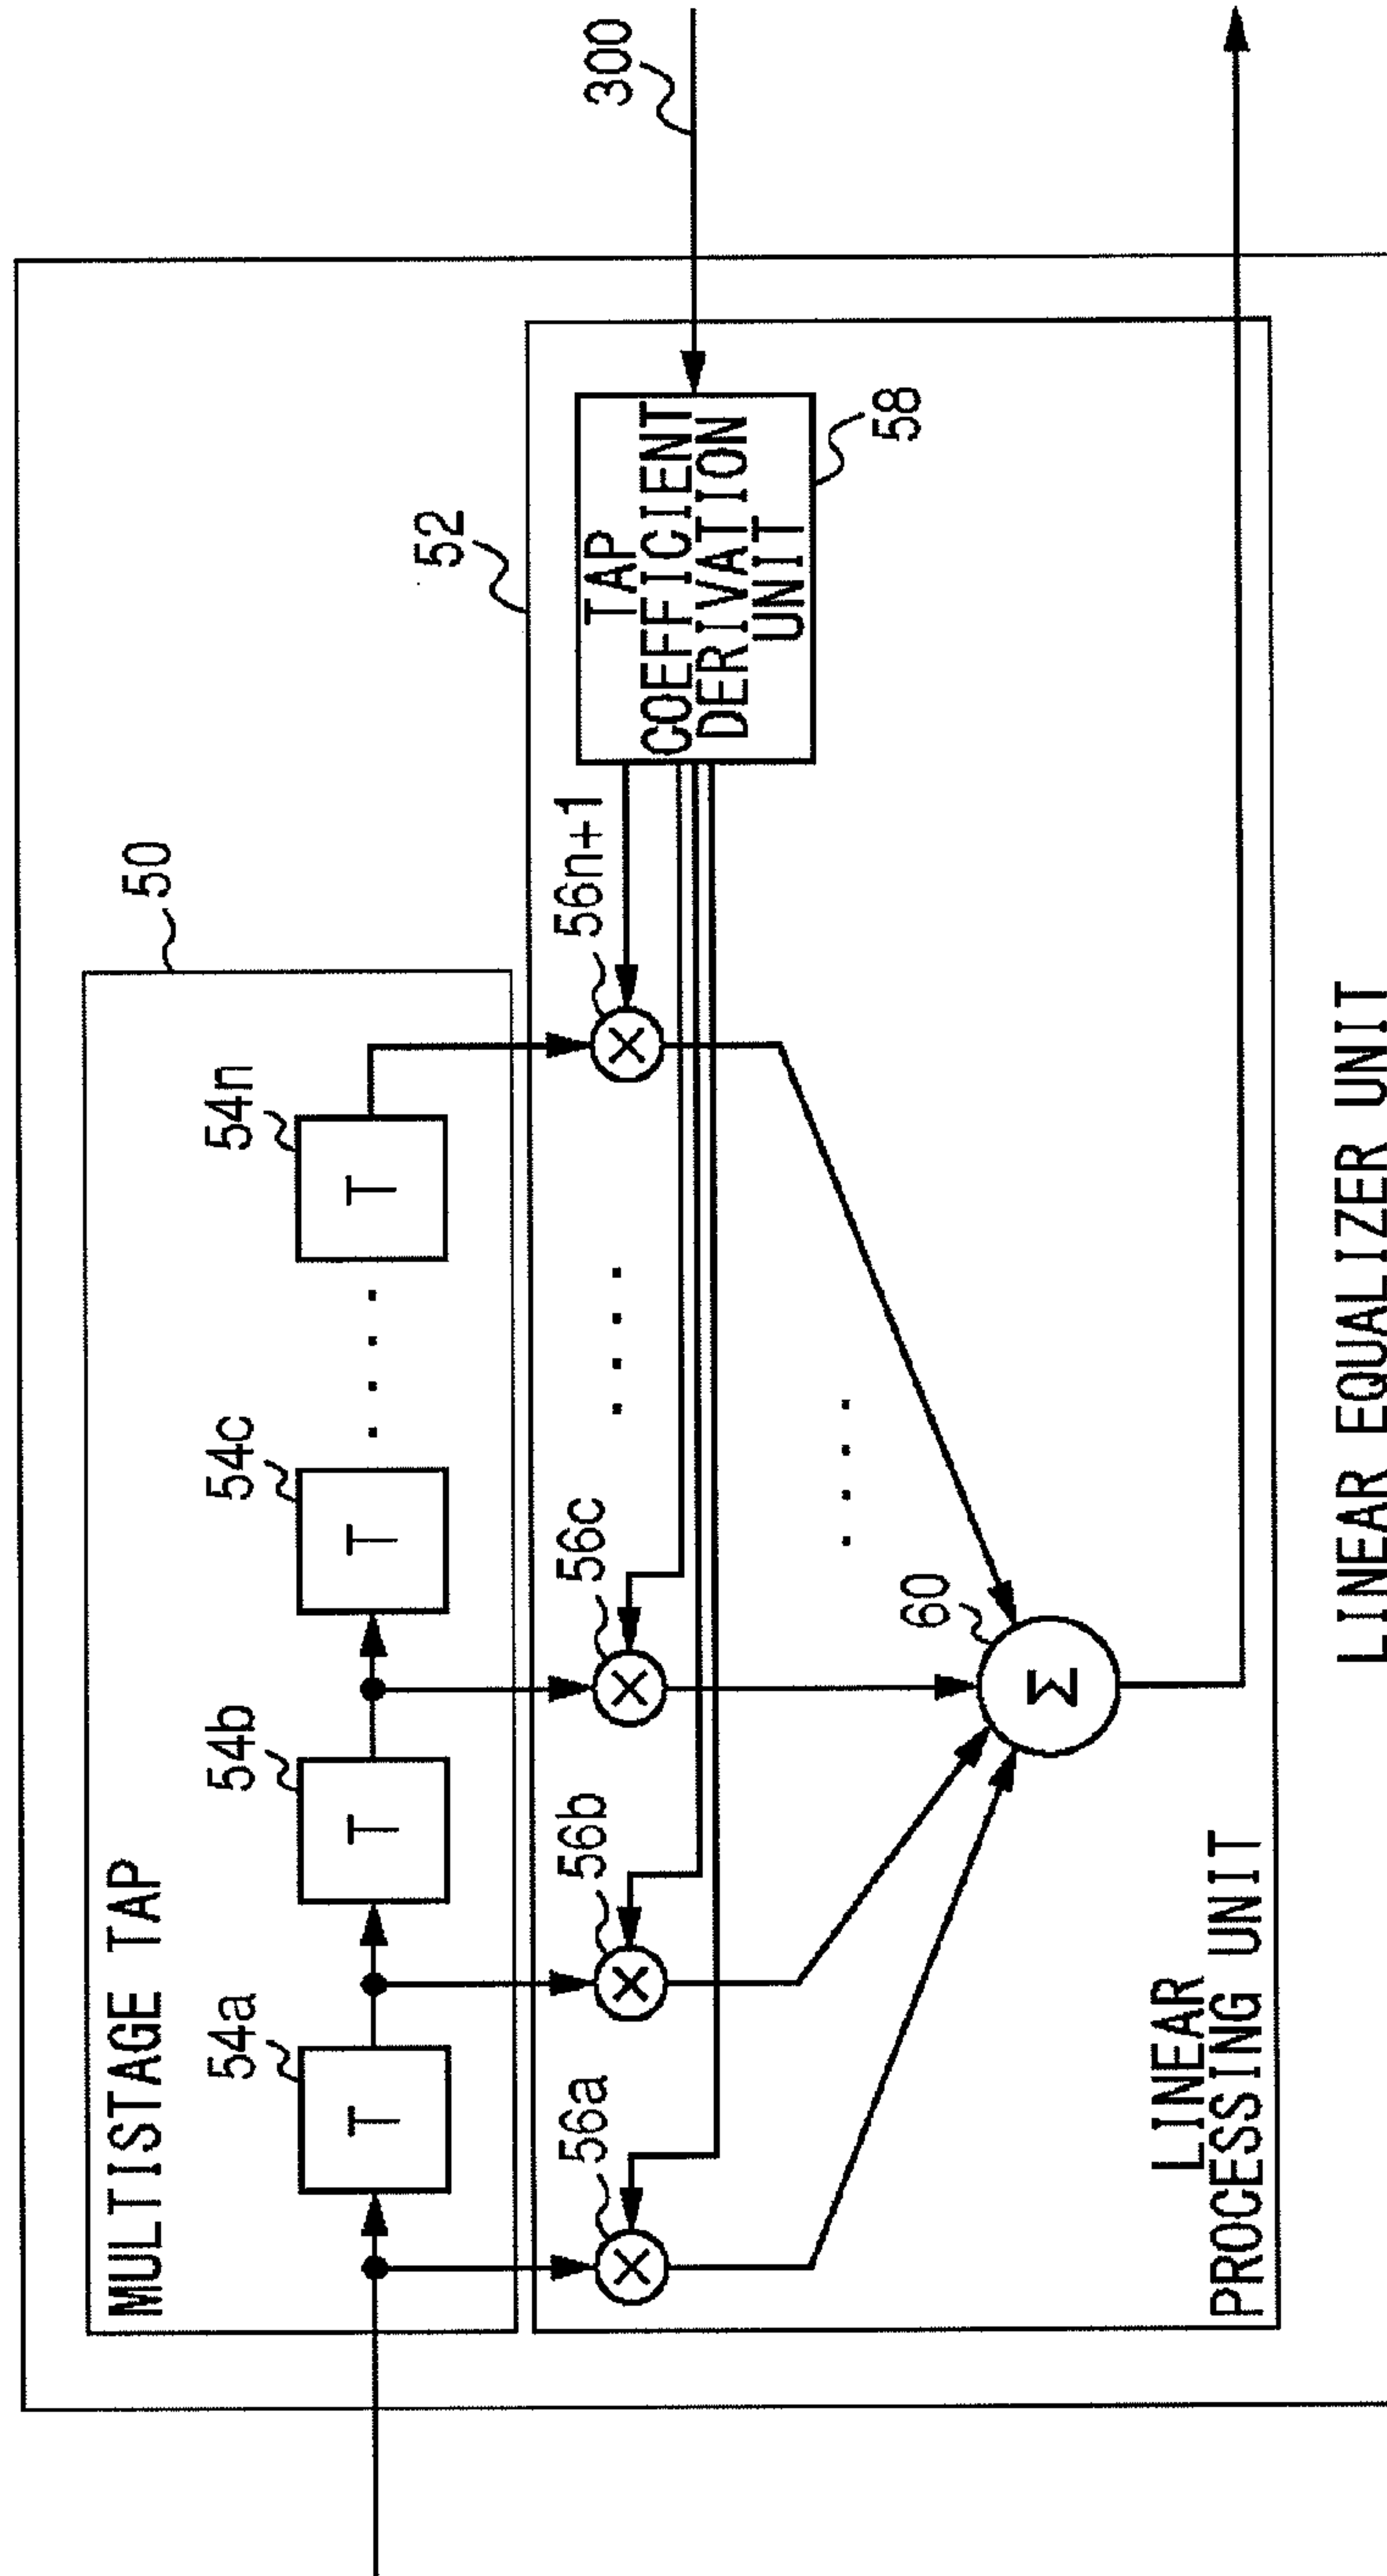 50
MULTISTAGE TAP
54a
54b
54c
54n
T
T
T
T
52
300
56a
56b
56c
56n+1
TAP
COEFFICIENT
DERIVATION
UNIT
58
60
Σ
LINEAR
PROCESSING UNIT
LINEAR EQUALIZER UNIT